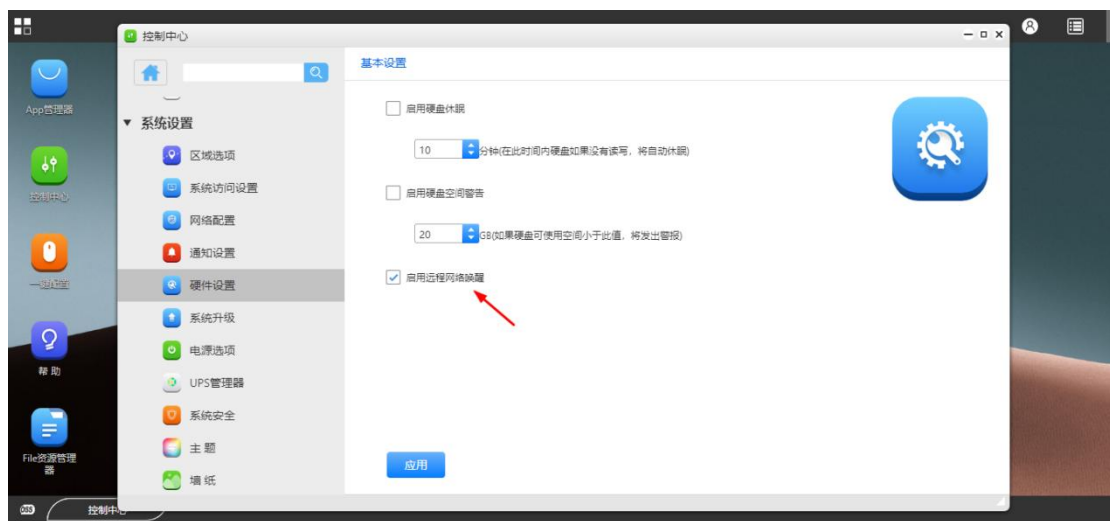 控制中心
基本设置
App管理器
控制中心
一键配置
帮助
File资源管理
器
系统设置
区域选项
系统访问设置
网络配置
通知设置
硬件设置
系统升级
电源选项
UPS管理器
系统安全
主题
墙纸
启用硬盘休眠
10 分钟(在此时间内硬盘如果没有读写，将自动休眠)
启用硬盘空间警告
20 GB(如果硬盘可使用空间小于此值，将发出警报)
启用远程网络唤醒
应用
控制中心